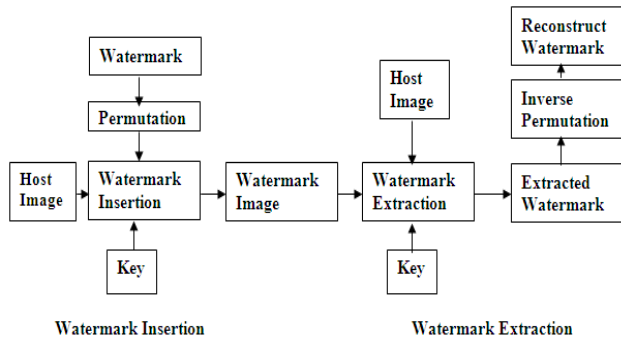 Watermark
Permutation
Host
Image
Watermark
Insertion
Key
Watermark
Image
Host
Image
Watermark
Extraction
Key
Extracted
Watermark
Inverse
Permutation
Reconstruct
Watermark
Watermark Insertion
Watermark Extraction